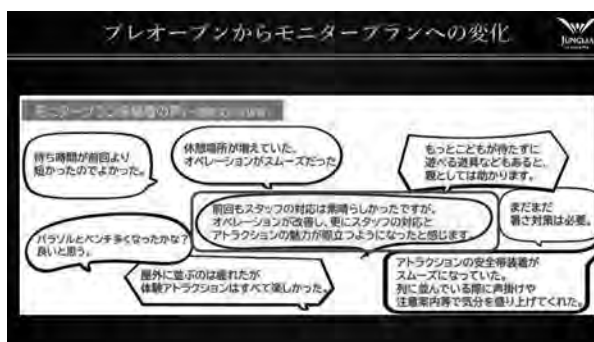 プレオープンからモニタープランへの変化
JUNGLIA
待ち時間が前回より
短かったのでよかった。
休憩場所が増えていた。
オペレーションがスムーズだった
もっとこどもが待たずに
遊べる遊具などもあると、
親としては助かります。
前回もスタッフの対応は素晴らしかったですが。
オペレーションが改善し、更にスタッフの対応と
アトラクションの魅力が際立つようになったと感じます。
まだまだ
暑さ対策は必要。
パラソルとベンチ多くなったかな?
良いと思う。
屋外に並ぶのは疲れたが
体験アトラクションはすべて楽しかった。
アトラクションの安全帯装着が
スムーズになっていた。
列に並んでいる際に声掛けや
注意案内等で気分を盛り上げてくれた。